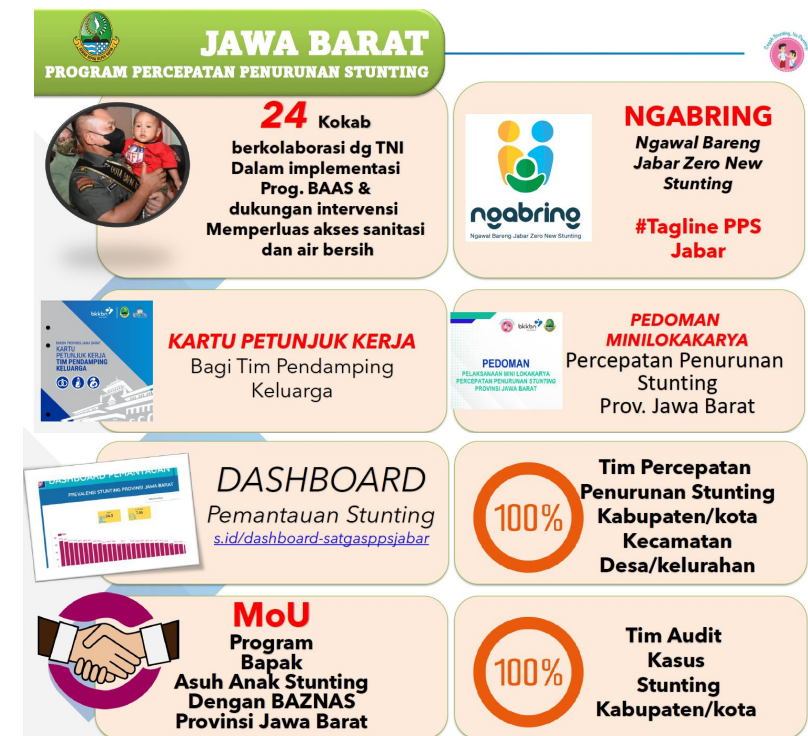 JAWA BARAT
PROGRAM PERCEPATAN PENURUNAN STUNTING
24 Kokab
berkolaborasi dg TNI
Dalam implementasi
Prog. BAAS &
dukungan intervensi
Memperluas akses sanitasi
dan air bersih
ngabring
Ngawal Bareng Jabar Zero New Stunting
NGABRING
Ngawal Bareng
Jabar Zero New
Stunting
#Tagline PPS
Jabar
bkkbn
KARTU
PETUNJUK KERJA
TIM PENDAMPING
KELUARGA
KARTU PETUNJUK KERJA
Bagi Tim Pendamping
Keluarga
bkkbn
PEDOMAN
PELAKSANAAN MINI LOKAKARYA
PERCEPATAN PENURUNAN STUNTING
PROVINSI JAWA BARAT
PEDOMAN
MINILOKAKARYA
Percepatan Penurunan
Stunting
Prov. Jawa Barat
DASHBOARD PEMANTAUAN
PREVALENSI STUNTING PROVINSI JAWA BARAT
DASHBOARD
Pemantauan Stunting
s.id/dashboard-satgasppsjabar
100%
Tim Percepatan
Penurunan Stunting
Kabupaten/kota
Kecamatan
Desa/kelurahan
MoU
Program
Bapak
Asuh Anak Stunting
Dengan BAZNAS
Provinsi Jawa Barat
100%
Tim Audit
Kasus
Stunting
Kabupaten/kota